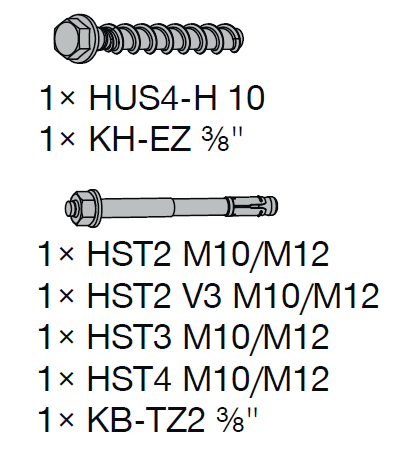 1× HUS4-H 10
1× KH-EZ ⅜"
1× HST2 M10/M12
1× HST2 V3 M10/M12
1× HST3 M10/M12
1× HST4 M10/M12
1× KB-TZ2 ⅜"